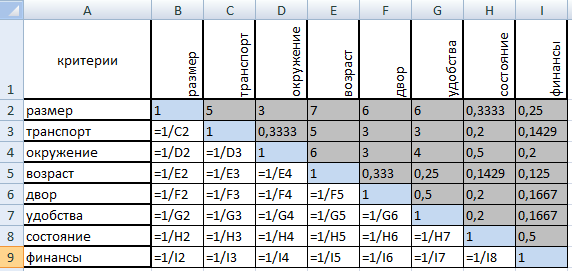 A B C D E F G H I
1 критерии размер транспорт окружение возраст двор удобства состояние финансы
2 размер 1 5 3 7 6 6 0,3333 0,25
3 транспорт =1/C2 1 0,3333 5 3 3 0,2 0,1429
4 окружение =1/D2 =1/D3 1 6 3 4 0,5 0,2
5 возраст =1/E2 =1/E3 =1/E4 1 0,333 0,25 0,1429 0,125
6 двор =1/F2 =1/F3 =1/F4 =1/F5 1 0,5 0,2 0,1667
7 удобства =1/G2 =1/G3 =1/G4 =1/G5 =1/G6 1 0,2 0,1667
8 состояние =1/H2 =1/H3 =1/H4 =1/H5 =1/H6 =1/H7 1 0,5
9 финансы =1/I2 =1/I3 =1/I4 =1/I5 =1/I6 =1/I7 =1/I8 1